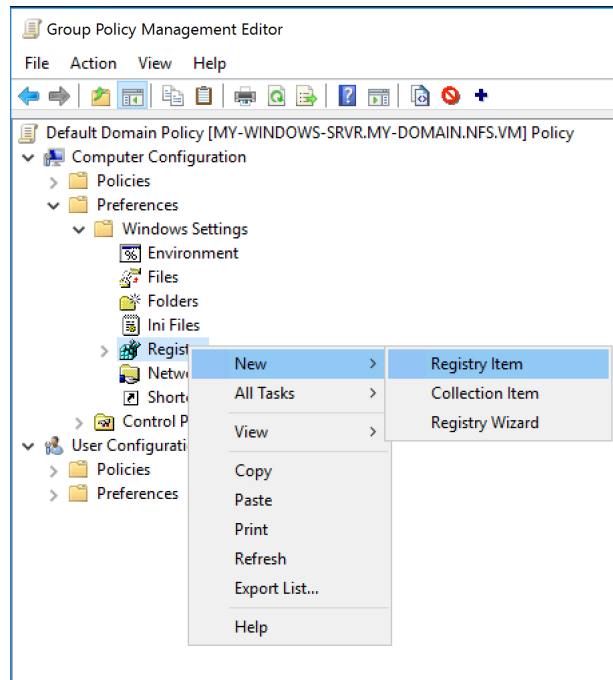 Group Policy Management Editor
File Action View Help
Default Domain Policy [MY-WINDOWS-SRVR.MY-DOMAIN.NFS.VM] Policy
Computer Configuration
Policies
Preferences
Windows Settings
Environment
Files
Folders
Ini Files
Regist
Netw
Short
Control P
User Configurati
Policies
Preferences
New
All Tasks
View
Copy
Paste
Print
Refresh
Export List...
Help
Registry Item
Collection Item
Registry Wizard